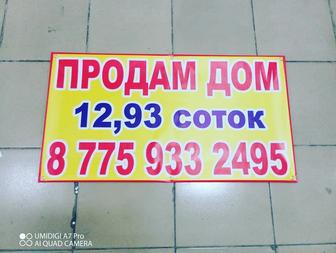 ПРОДАМ ДОМ
12,93 соток
8 775 933 2495
UMIDIGI A7 Pro
AI QUAD CAMERA